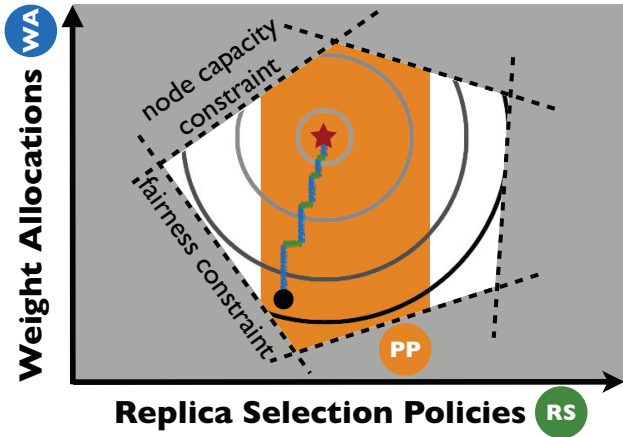 WA
Weight Allocations
node capacity
constraint
fairness constraint
PP
Replica Selection Policies
RS